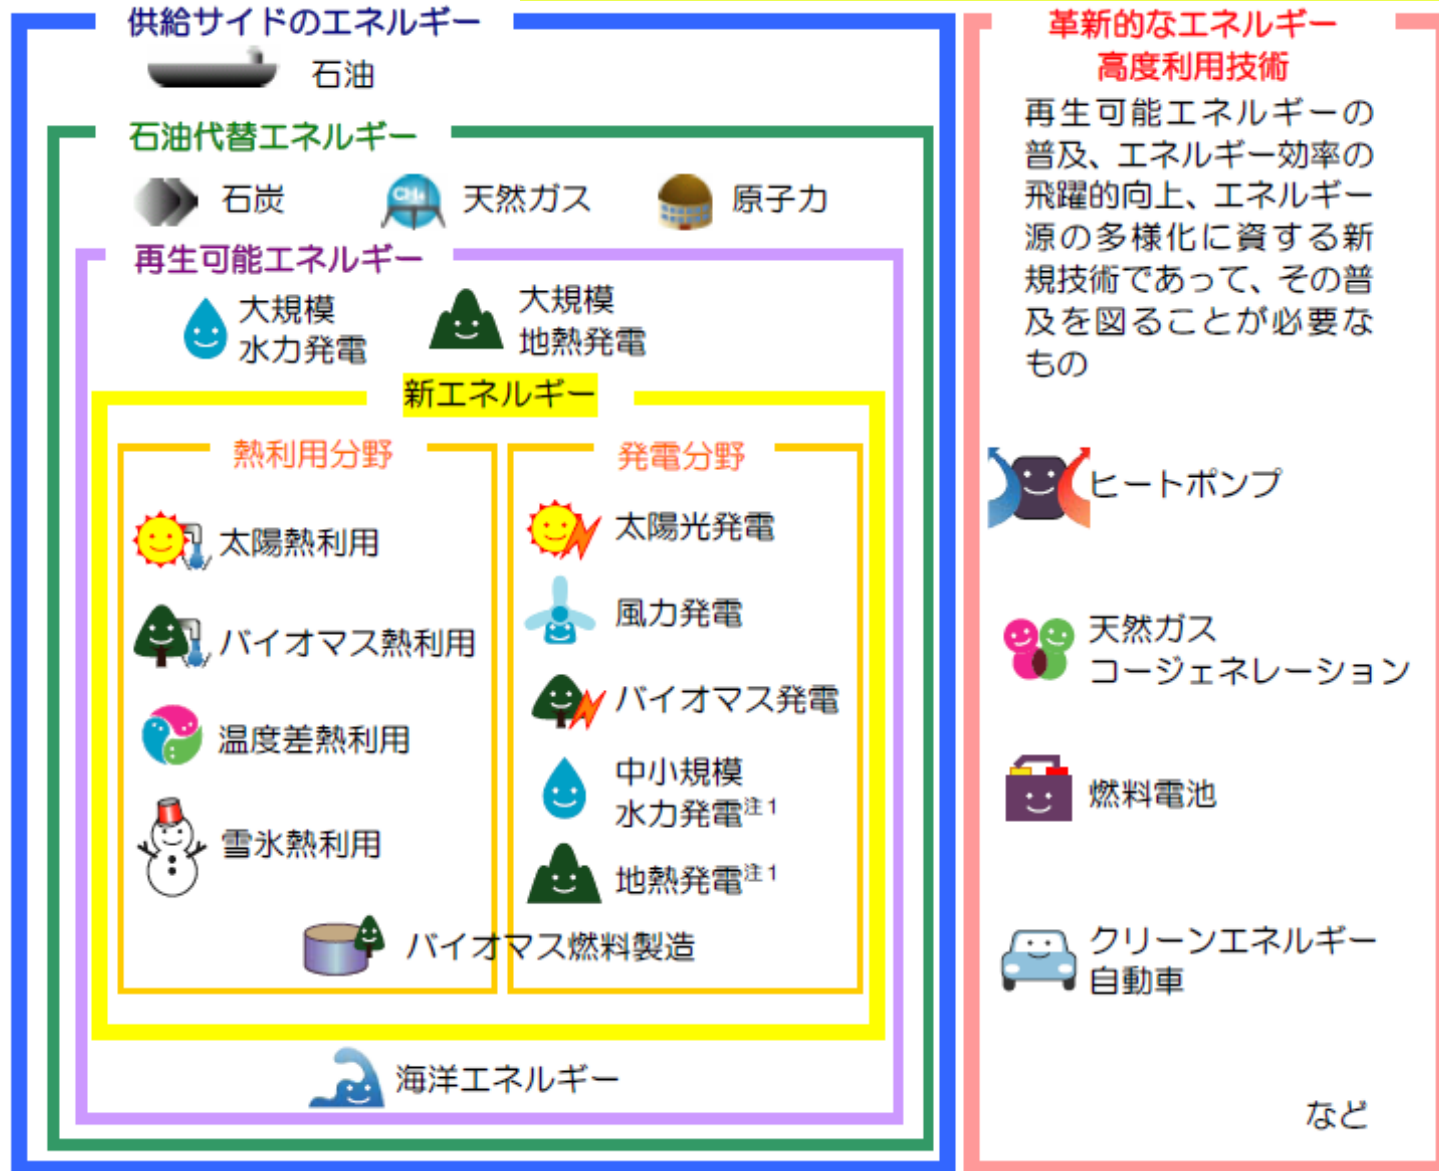 供給サイドのエネルギー
石油
石油代替エネルギー
石炭
CH4
天然ガス
原子力
再生可能エネルギー
大規模
水力発電
大規模
地熱発電
新エネルギー
熱利用分野
太陽熱利用
バイオマス熱利用
温度差熱利用
雪氷熱利用
発電分野
太陽光発電
風力発電
バイオマス発電
中小規模
水力発電注1
地熱発電注1
バイオマス燃料製造
海洋エネルギー
革新的なエネルギー
高度利用技術
再生可能エネルギーの
普及、エネルギー効率の
飛躍的向上、エネルギー
源の多様化に資する新
規技術であって、その普
及を図ることが必要な
もの
ヒートポンプ
天然ガス
コージェネレーション
燃料電池
クリーンエネルギー
自動車
など